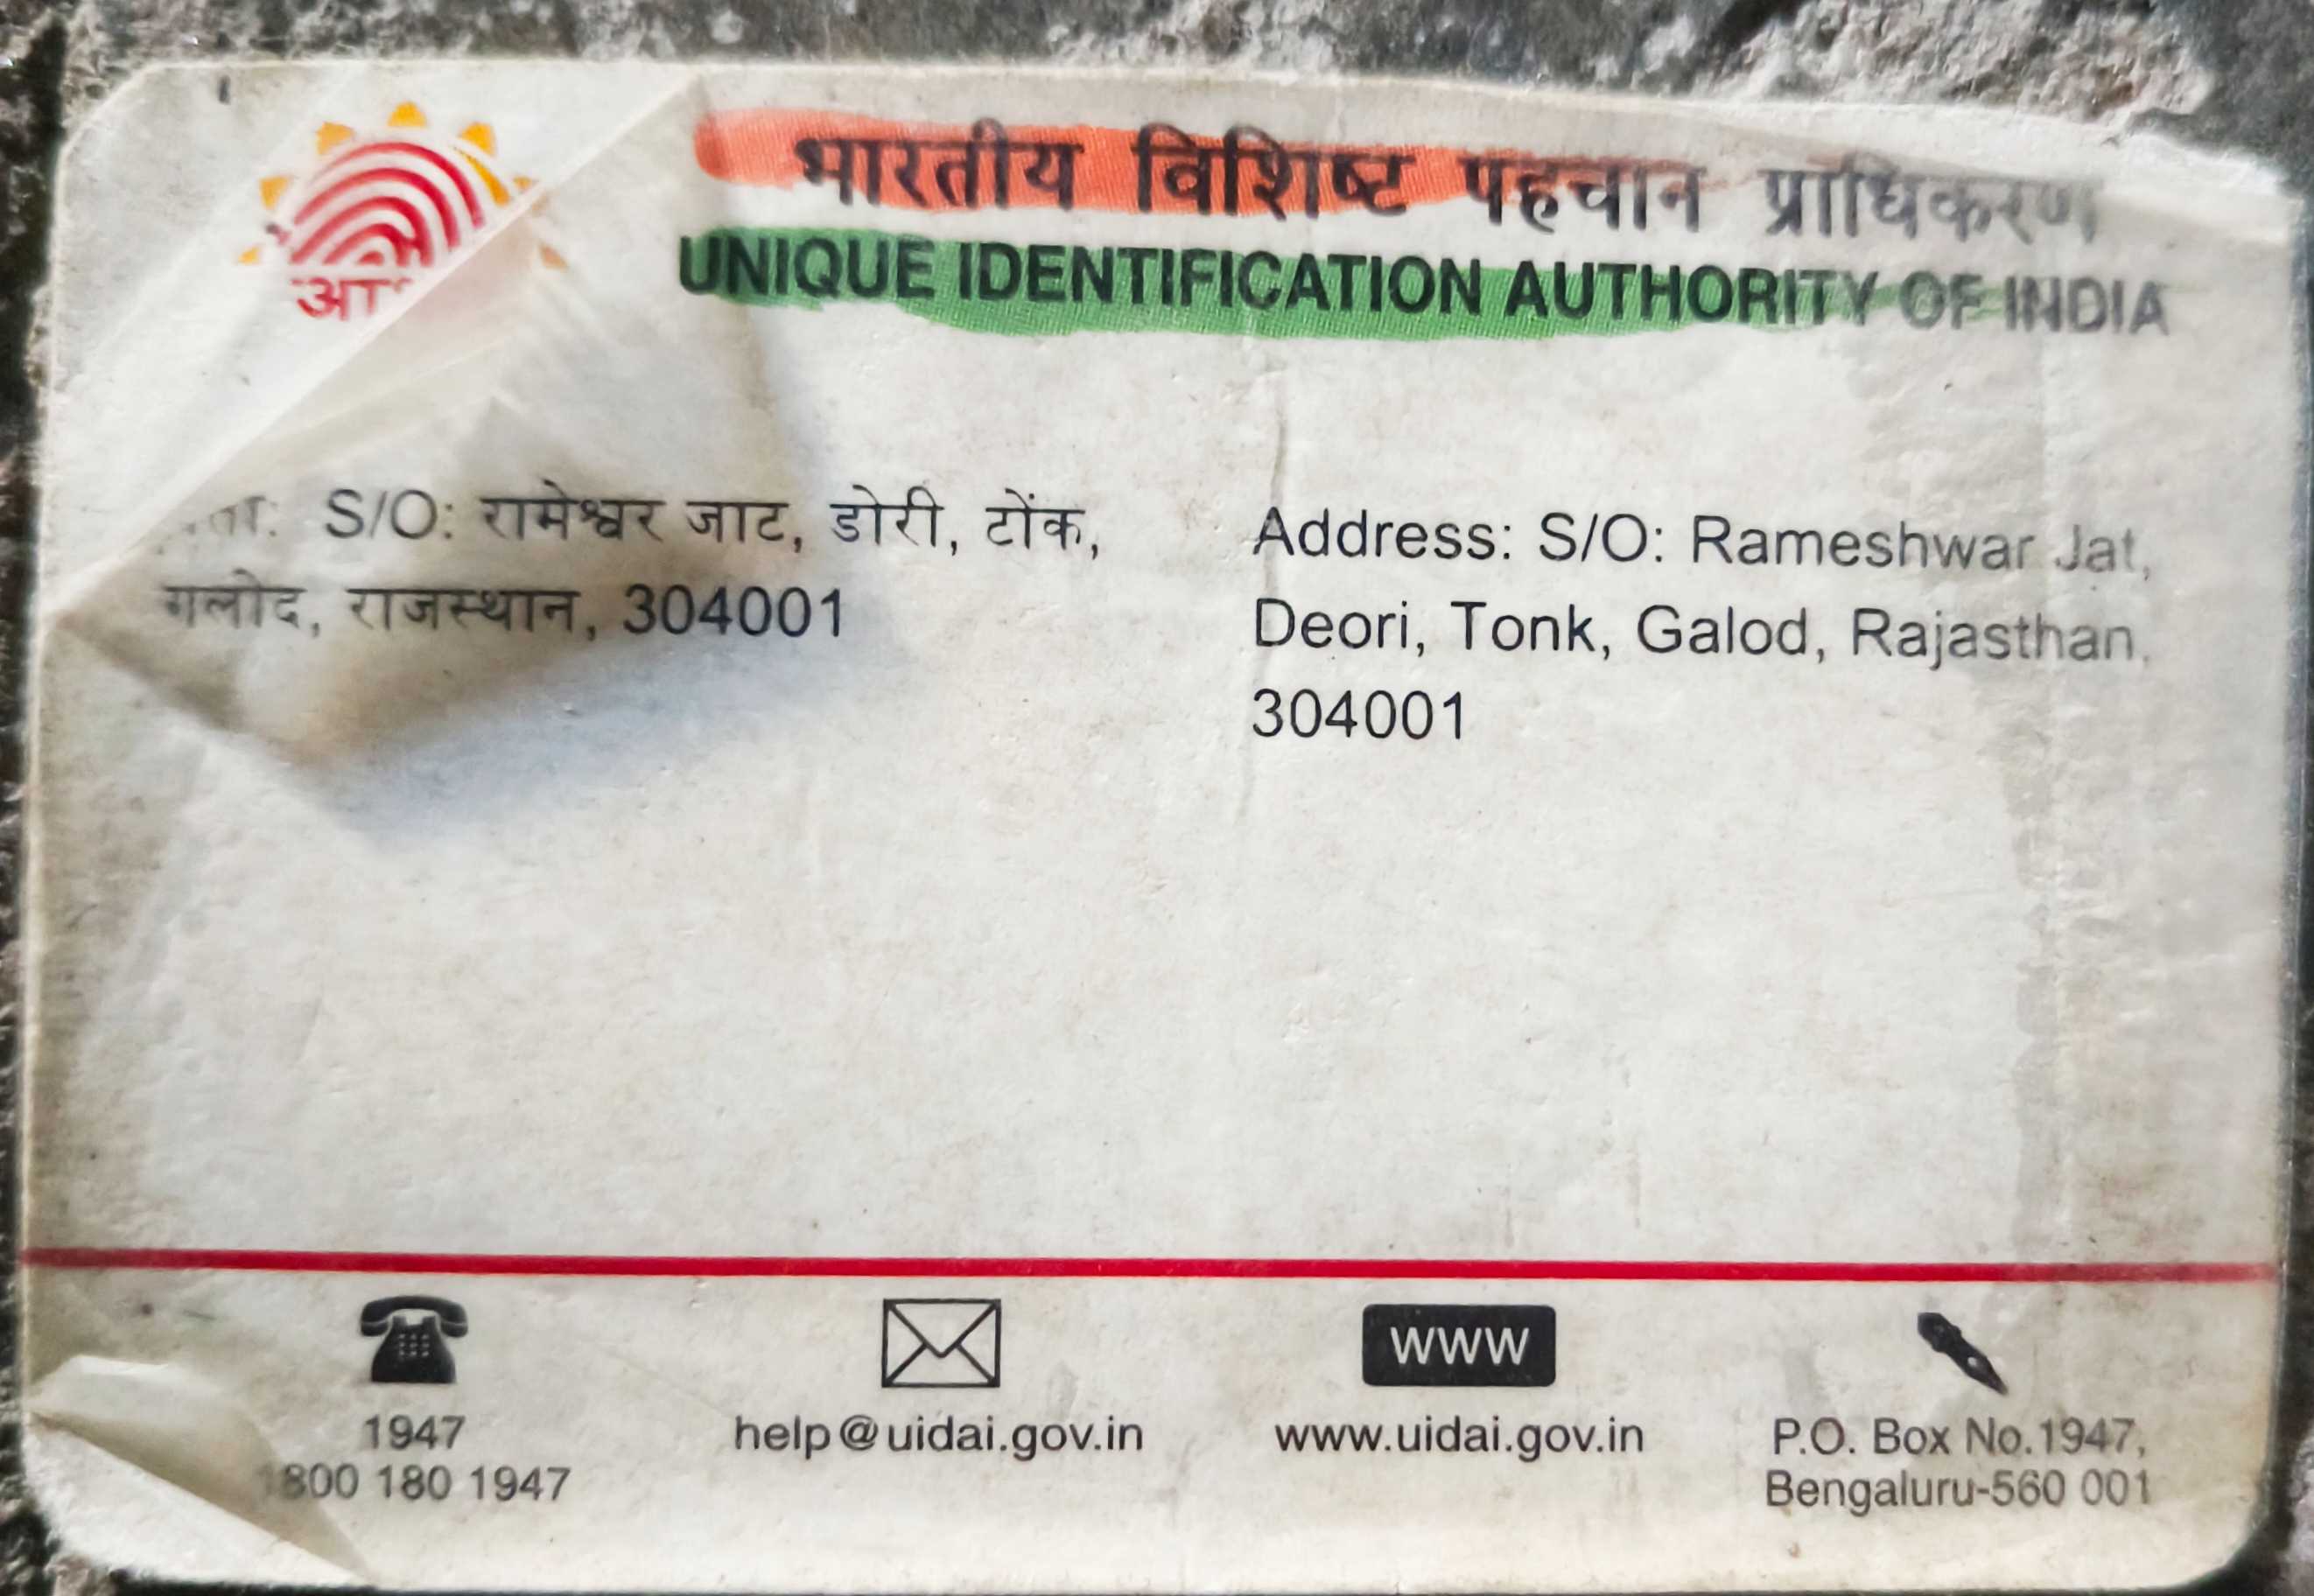 भारतीय विशिष्ट पहचान प्राधिकरण
UNIQUE IDENTIFICATION AUTHORITY OF INDIA
S/O: रामेश्वर जाट, डोरी, टोंक,
गलोद, राजस्थान, 304001
Address: S/O: Rameshwar Jat,
Deori, Tonk, Galod, Rajasthan,
304001
WWW
1947
1800 180 1947
help@uidai.gov.in
www.uidai.gov.in
P.O. Box No.1947,
Bengaluru-560 001